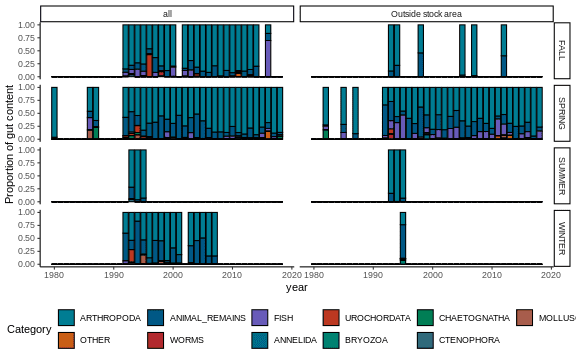 all Outside stock area
1.00
0.75
0.50
0.25
0.00
FALL
1.00
0.75
0.50
0.25
0.00
SPRING
1.00
0.75
0.50
0.25
0.00
SUMMER
1.00
0.75
0.50
0.25
0.00
WINTER
Proportion of gut content
1980 1990 2000 2010 2020 1980 1990 2000 2010 2020
year
Category
ARTHROPODA ANIMAL_REMAINS FISH UROCHORDATA CHAETOGNATHA MOLLUS
OTHER WORMS ANNELIDA BRYOZOA CTENOPHORA